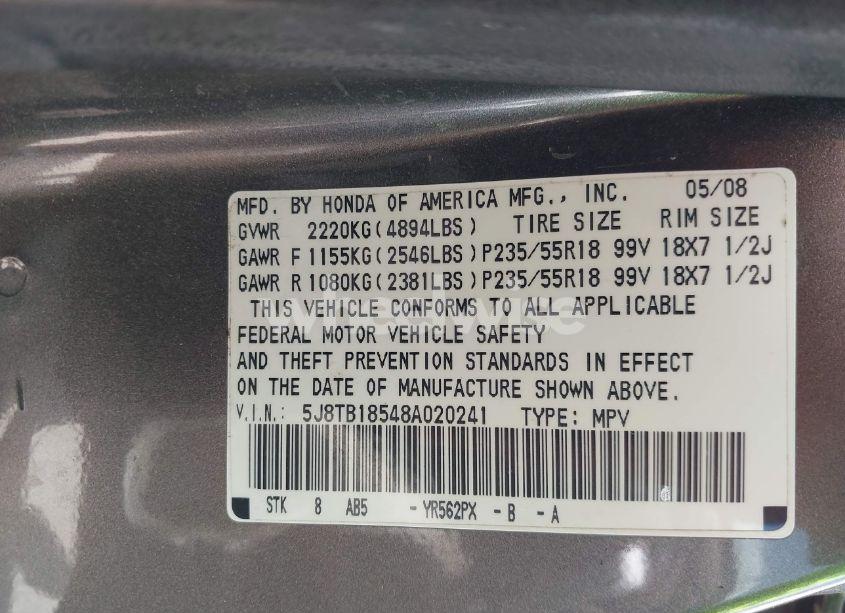 MFD. BY HONDA OF AMERICA MFG., INC. 05/08
GVWR 2220KG(4894LBS) TIRE SIZE RIM SIZE
GAWR F 1155KG(2546LBS) P235/55R18 99V 18X7 1/2J
GAWR R 1080KG(2381LBS) P235/55R18 99V 18X7 1/2J
THIS VEHICLE CONFORMS TO ALL APPLICABLE
FEDERAL MOTOR VEHICLE SAFETY
AND THEFT PREVENTION STANDARDS IN EFFECT
ON THE DATE OF MANUFACTURE SHOWN ABOVE.
V.I.N.: 5J8TB18548A020241 TYPE: MPV
STK 8 AB5 -YR562PX -B -A